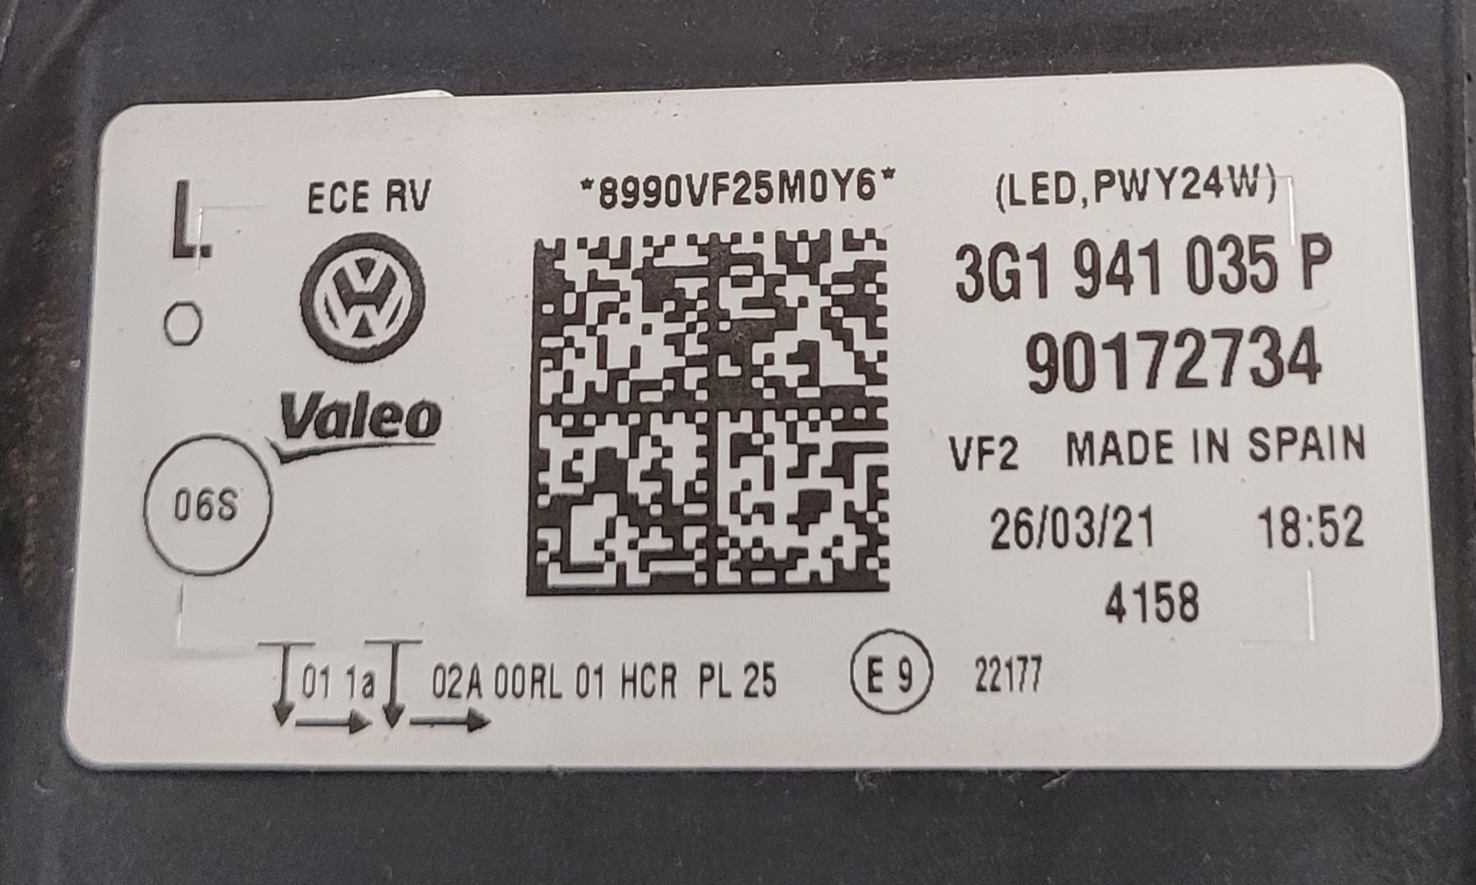 L.
ECE RV
*8990VF25M0Y6*
(LED,PWY24W)
3G1 941 035 P
90172734
Valeo
VF2 MADE IN SPAIN
06S
26/03/21 18:52
4158
01 1a 02A 00RL 01 HCR PL 25 E 9 22177